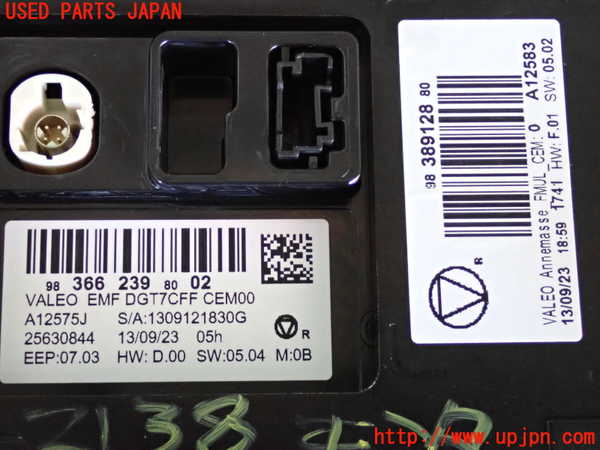 USED PARTS JAPAN
98 366 239 80 02
VALEO EMF DGT7CFF CEM00
A12575J S/A:1309121830G
25630844 13/09/23 05h R
EEP:07.03 HW:D.00 SW:05.04 M:0B
98 389128 80 A12583
VALEO Annemasse FMUL_CEM:0 SW:05.02
13/09/23 18:59 1741 HW:F.01
R
2138
http://www.upjpn.com/